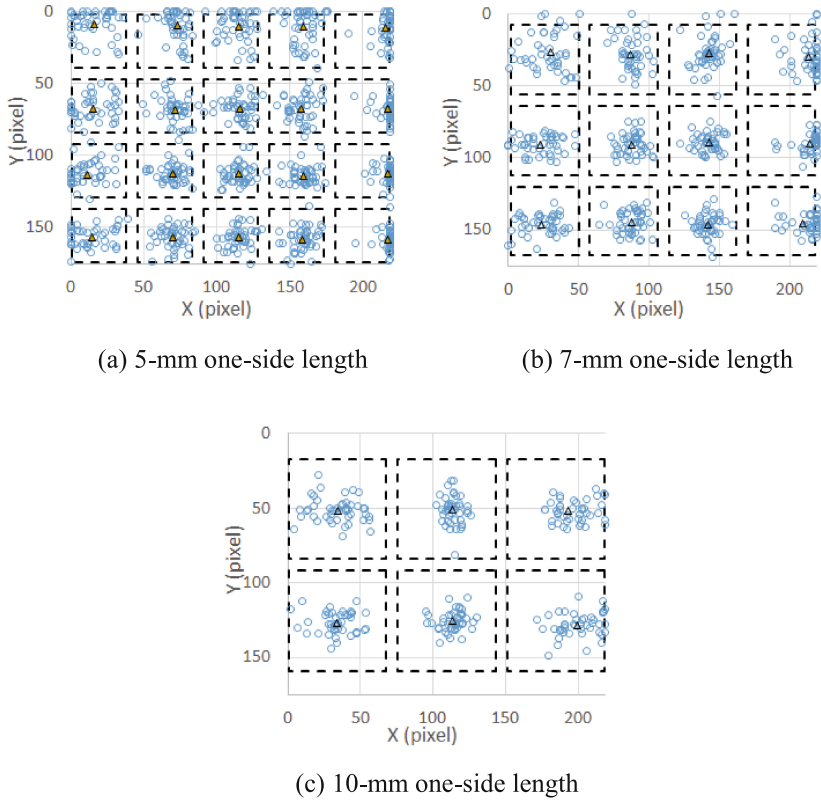 0
50
100
150
Y (pixel)
0 50 100 150 200
X (pixel)
(a) 5-mm one-side length
0
50
100
150
Y (pixel)
0 50 100 150 200
X (pixel)
(b) 7-mm one-side length
0
50
100
150
Y (pixel)
0 50 100 150 200
X (pixel)
(c) 10-mm one-side length